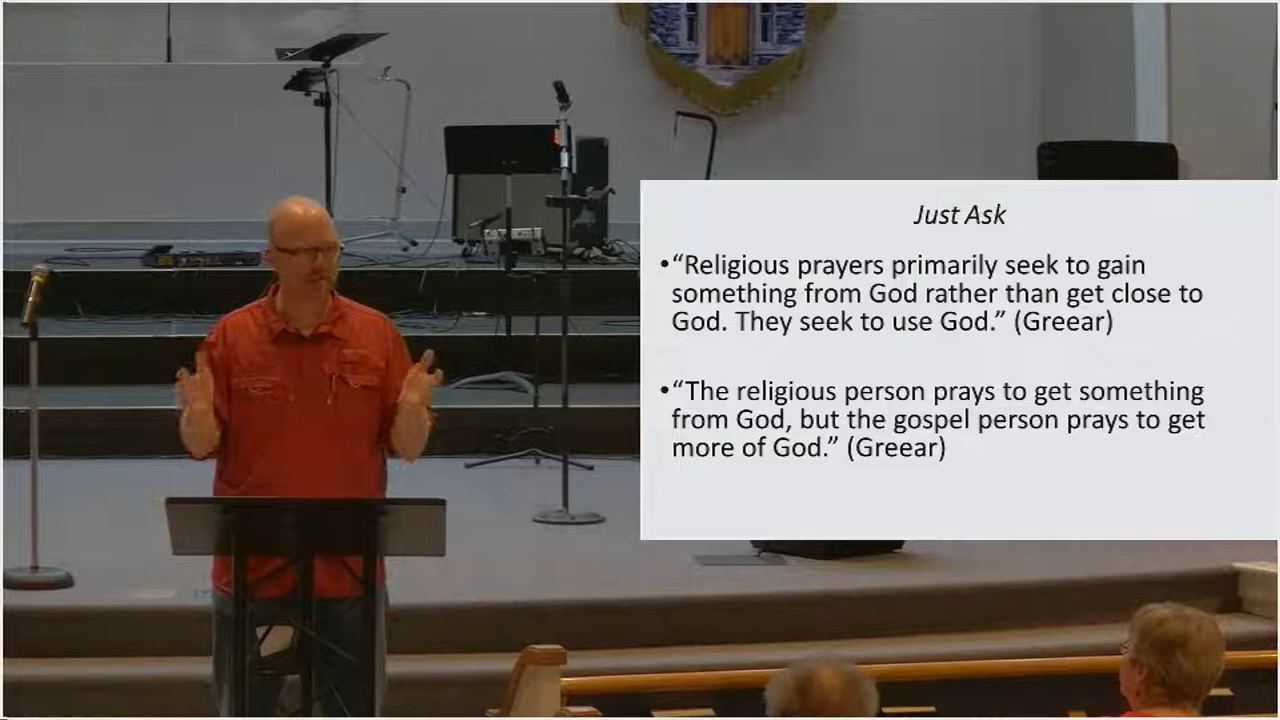 Just Ask
•“Religious prayers primarily seek to gain
something from God rather than get close to
God. They seek to use God.” (Greear)
•“The religious person prays to get something
from God, but the gospel person prays to get
more of God.” (Greear)